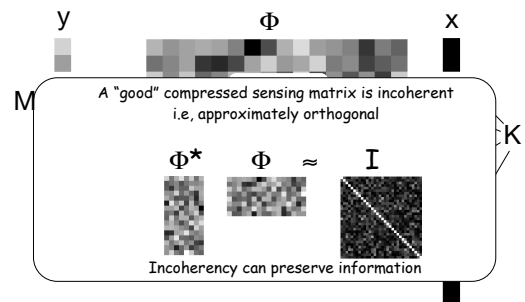 y Φ x
M
K
A “good” compressed sensing matrix is incoherent
i.e, approximately orthogonal
Φ* Φ ≈ I
Incoherency can preserve information